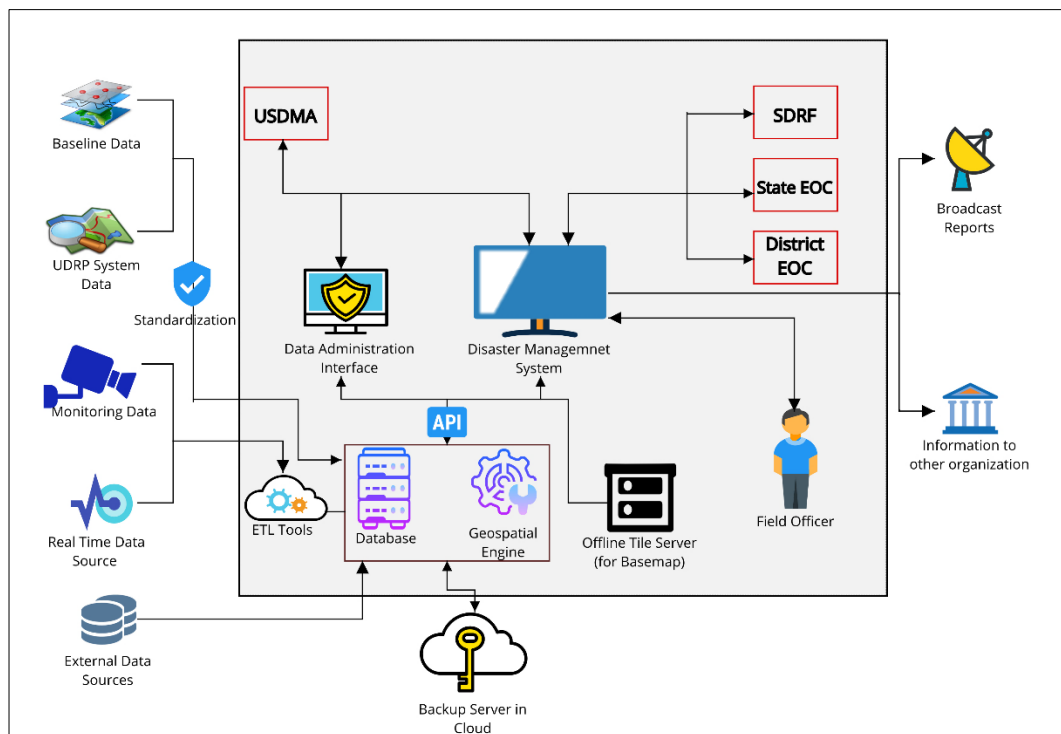 USDMA
SDRF
State EOC
District
EOC
Baseline Data
UDRP System
Data
Standardization
Monitoring Data
Real Time Data
Source
External Data
Sources
Data Administration
Interface
Disaster Managemnet
System
API
ETL Tools
Database
Geospatial
Engine
Offline Tile Server
(for Basemap)
Field Officer
Backup Server in
Cloud
Broadcast
Reports
Information to
other organization